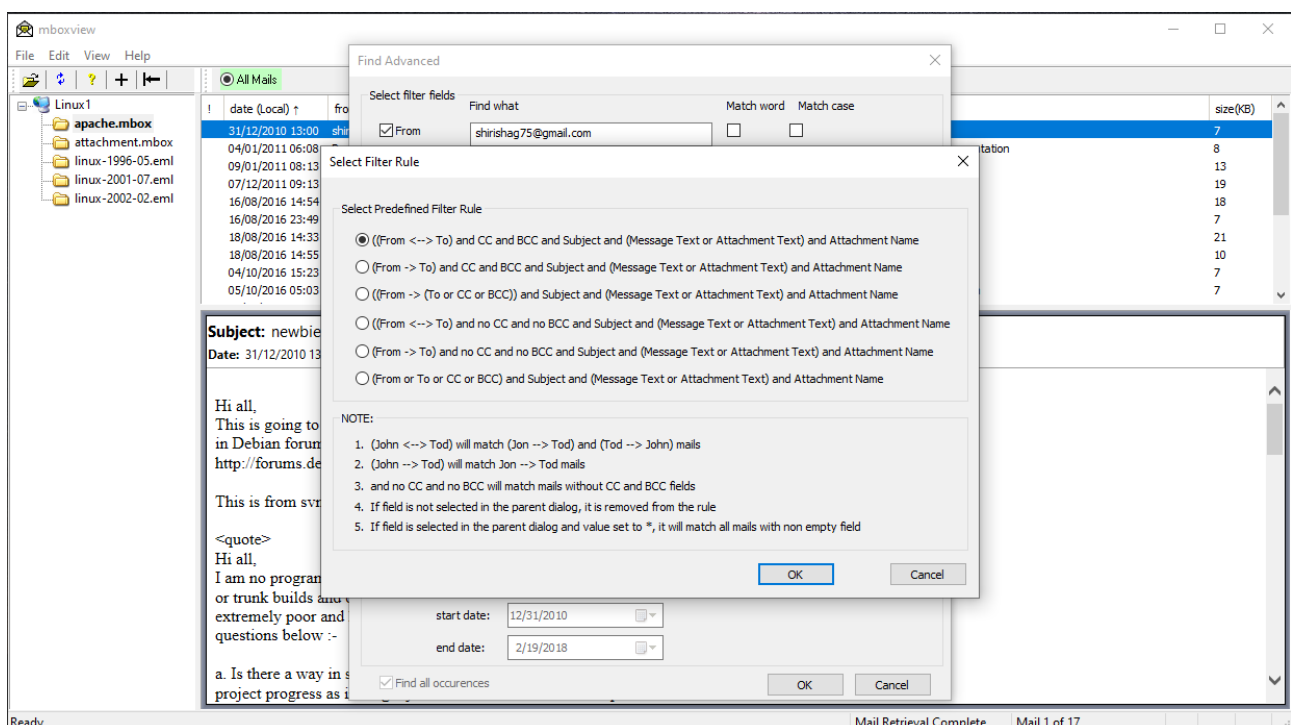 mboxview
File Edit View Help
All Mails
Linux1
apache.mbox
attachment.mbox
linux-1996-05.eml
linux-2001-07.eml
linux-2002-02.eml
! date (Local) ↑ fro size(KB)
31/12/2010 13:00 shir 7
04/01/2011 06:08 tation 8
09/01/2011 08:13 13
07/12/2011 09:13 19
16/08/2016 14:54 18
16/08/2016 23:49 7
18/08/2016 14:33 21
18/08/2016 14:55 10
04/10/2016 15:23 7
05/10/2016 05:03 7
Find Advanced
Select filter fields
Find what Match word Match case
From shirishag75@gmail.com
Select Filter Rule
Select Predefined Filter Rule
((From <--> To) and CC and BCC and Subject and (Message Text or Attachment Text) and Attachment Name
(From -> To) and CC and BCC and Subject and (Message Text or Attachment Text) and Attachment Name
((From -> (To or CC or BCC)) and Subject and (Message Text or Attachment Text) and Attachment Name
((From <--> To) and no CC and no BCC and Subject and (Message Text or Attachment Text) and Attachment Name
(From -> To) and no CC and no BCC and Subject and (Message Text or Attachment Text) and Attachment Name
(From or To or CC or BCC) and Subject and (Message Text or Attachment Text) and Attachment Name
NOTE:
1. (John <--> Tod) will match (Jon --> Tod) and (Tod --> John) mails
2. (John --> Tod) will match Jon --> Tod mails
3. and no CC and no BCC will match mails without CC and BCC fields
4. If field is not selected in the parent dialog, it is removed from the rule
5. If field is selected in the parent dialog and value set to *, it will match all mails with non empty field
OK Cancel
start date: 12/31/2010
end date: 2/19/2018
Find all occurences
OK Cancel
Subject: newbie
Date: 31/12/2010 13
Hi all,
This is going to
in Debian forum
http://forums.de
This is from svn
<quote>
Hi all,
I am no program
or trunk builds and
extremely poor and
questions below :-
a. Is there a way in s
project progress as i
Ready
Mail Retrieval Complete Mail 1 of 17